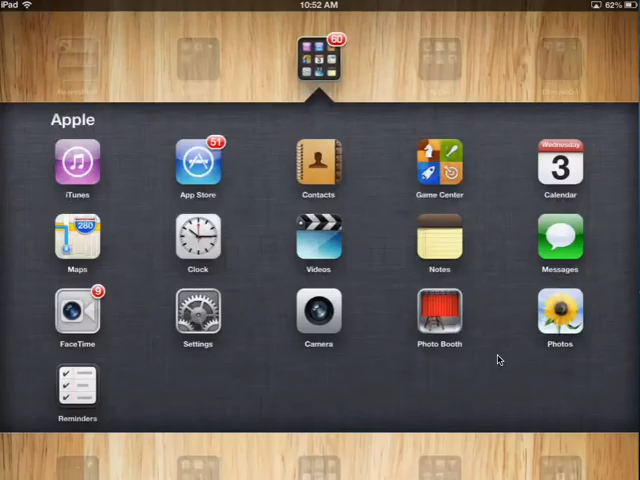 iPad 10:52 AM 62%
60
Apple
51 Wednesday
3
280
iTunes App Store Contacts Game Center Calendar
Maps Clock Videos Notes Messages
9
FaceTime Settings Camera Photo Booth Photos
Reminders